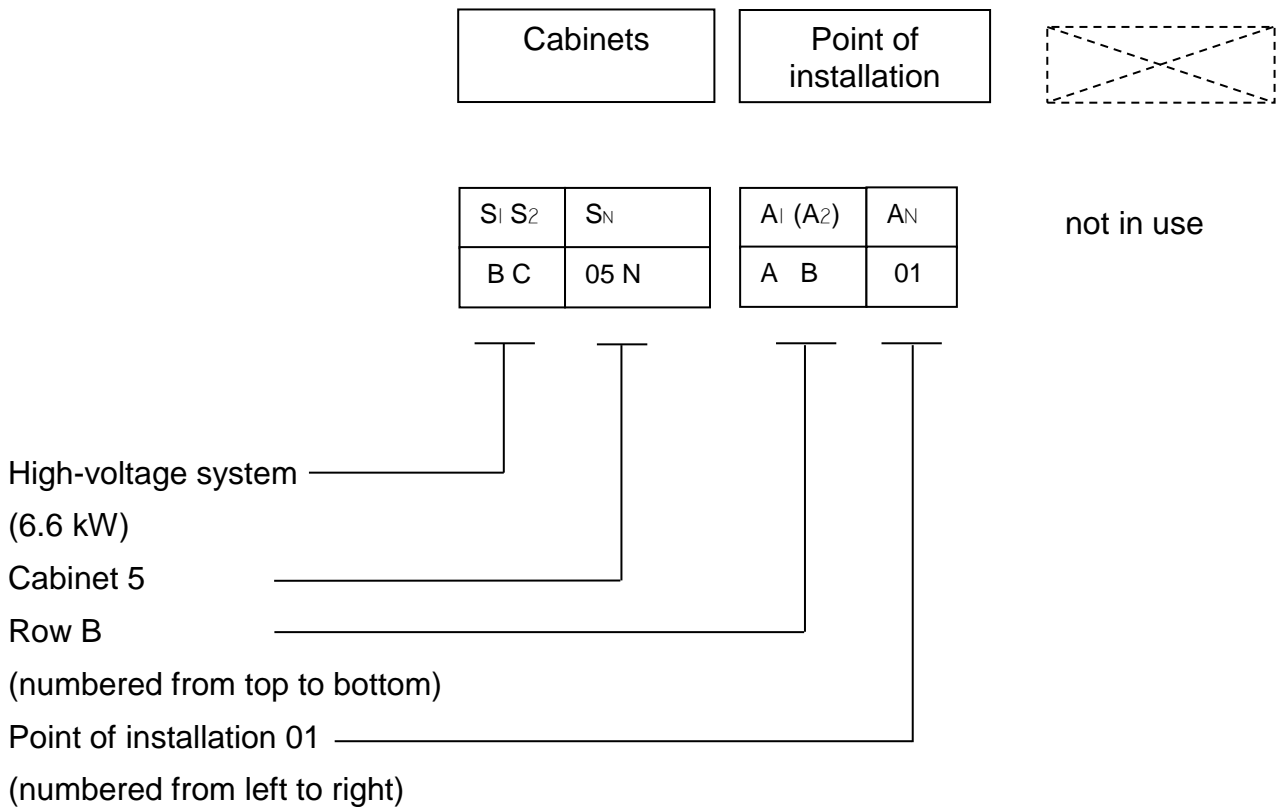 Cabinets
Point of
installation
S1 S2 SN A1 (A2) AN
not in use
B C 05 N A B 01
High-voltage system
(6.6 kW)
Cabinet 5
Row B
(numbered from top to bottom)
Point of installation 01
(numbered from left to right)